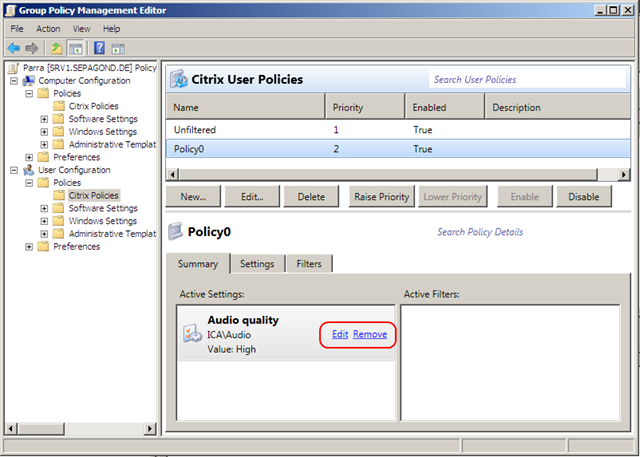 Group Policy Management Editor
File Action View Help
Parra [SRV1.SEPAGOND.DE] Policy
Computer Configuration
Policies
Citrix Policies
Software Settings
Windows Settings
Administrative Templat
Preferences
User Configuration
Policies
Citrix Policies
Software Settings
Windows Settings
Administrative Templat
Preferences
Citrix User Policies
Search User Policies
Name Priority Enabled Description
Unfiltered 1 True
Policy0 2 True
New... Edit... Delete Raise Priority Lower Priority Enable Disable
Policy0
Search Policy Details
Summary Settings Filters
Active Settings:
Audio quality
ICA\Audio
Value: High
Edit Remove
Active Filters: